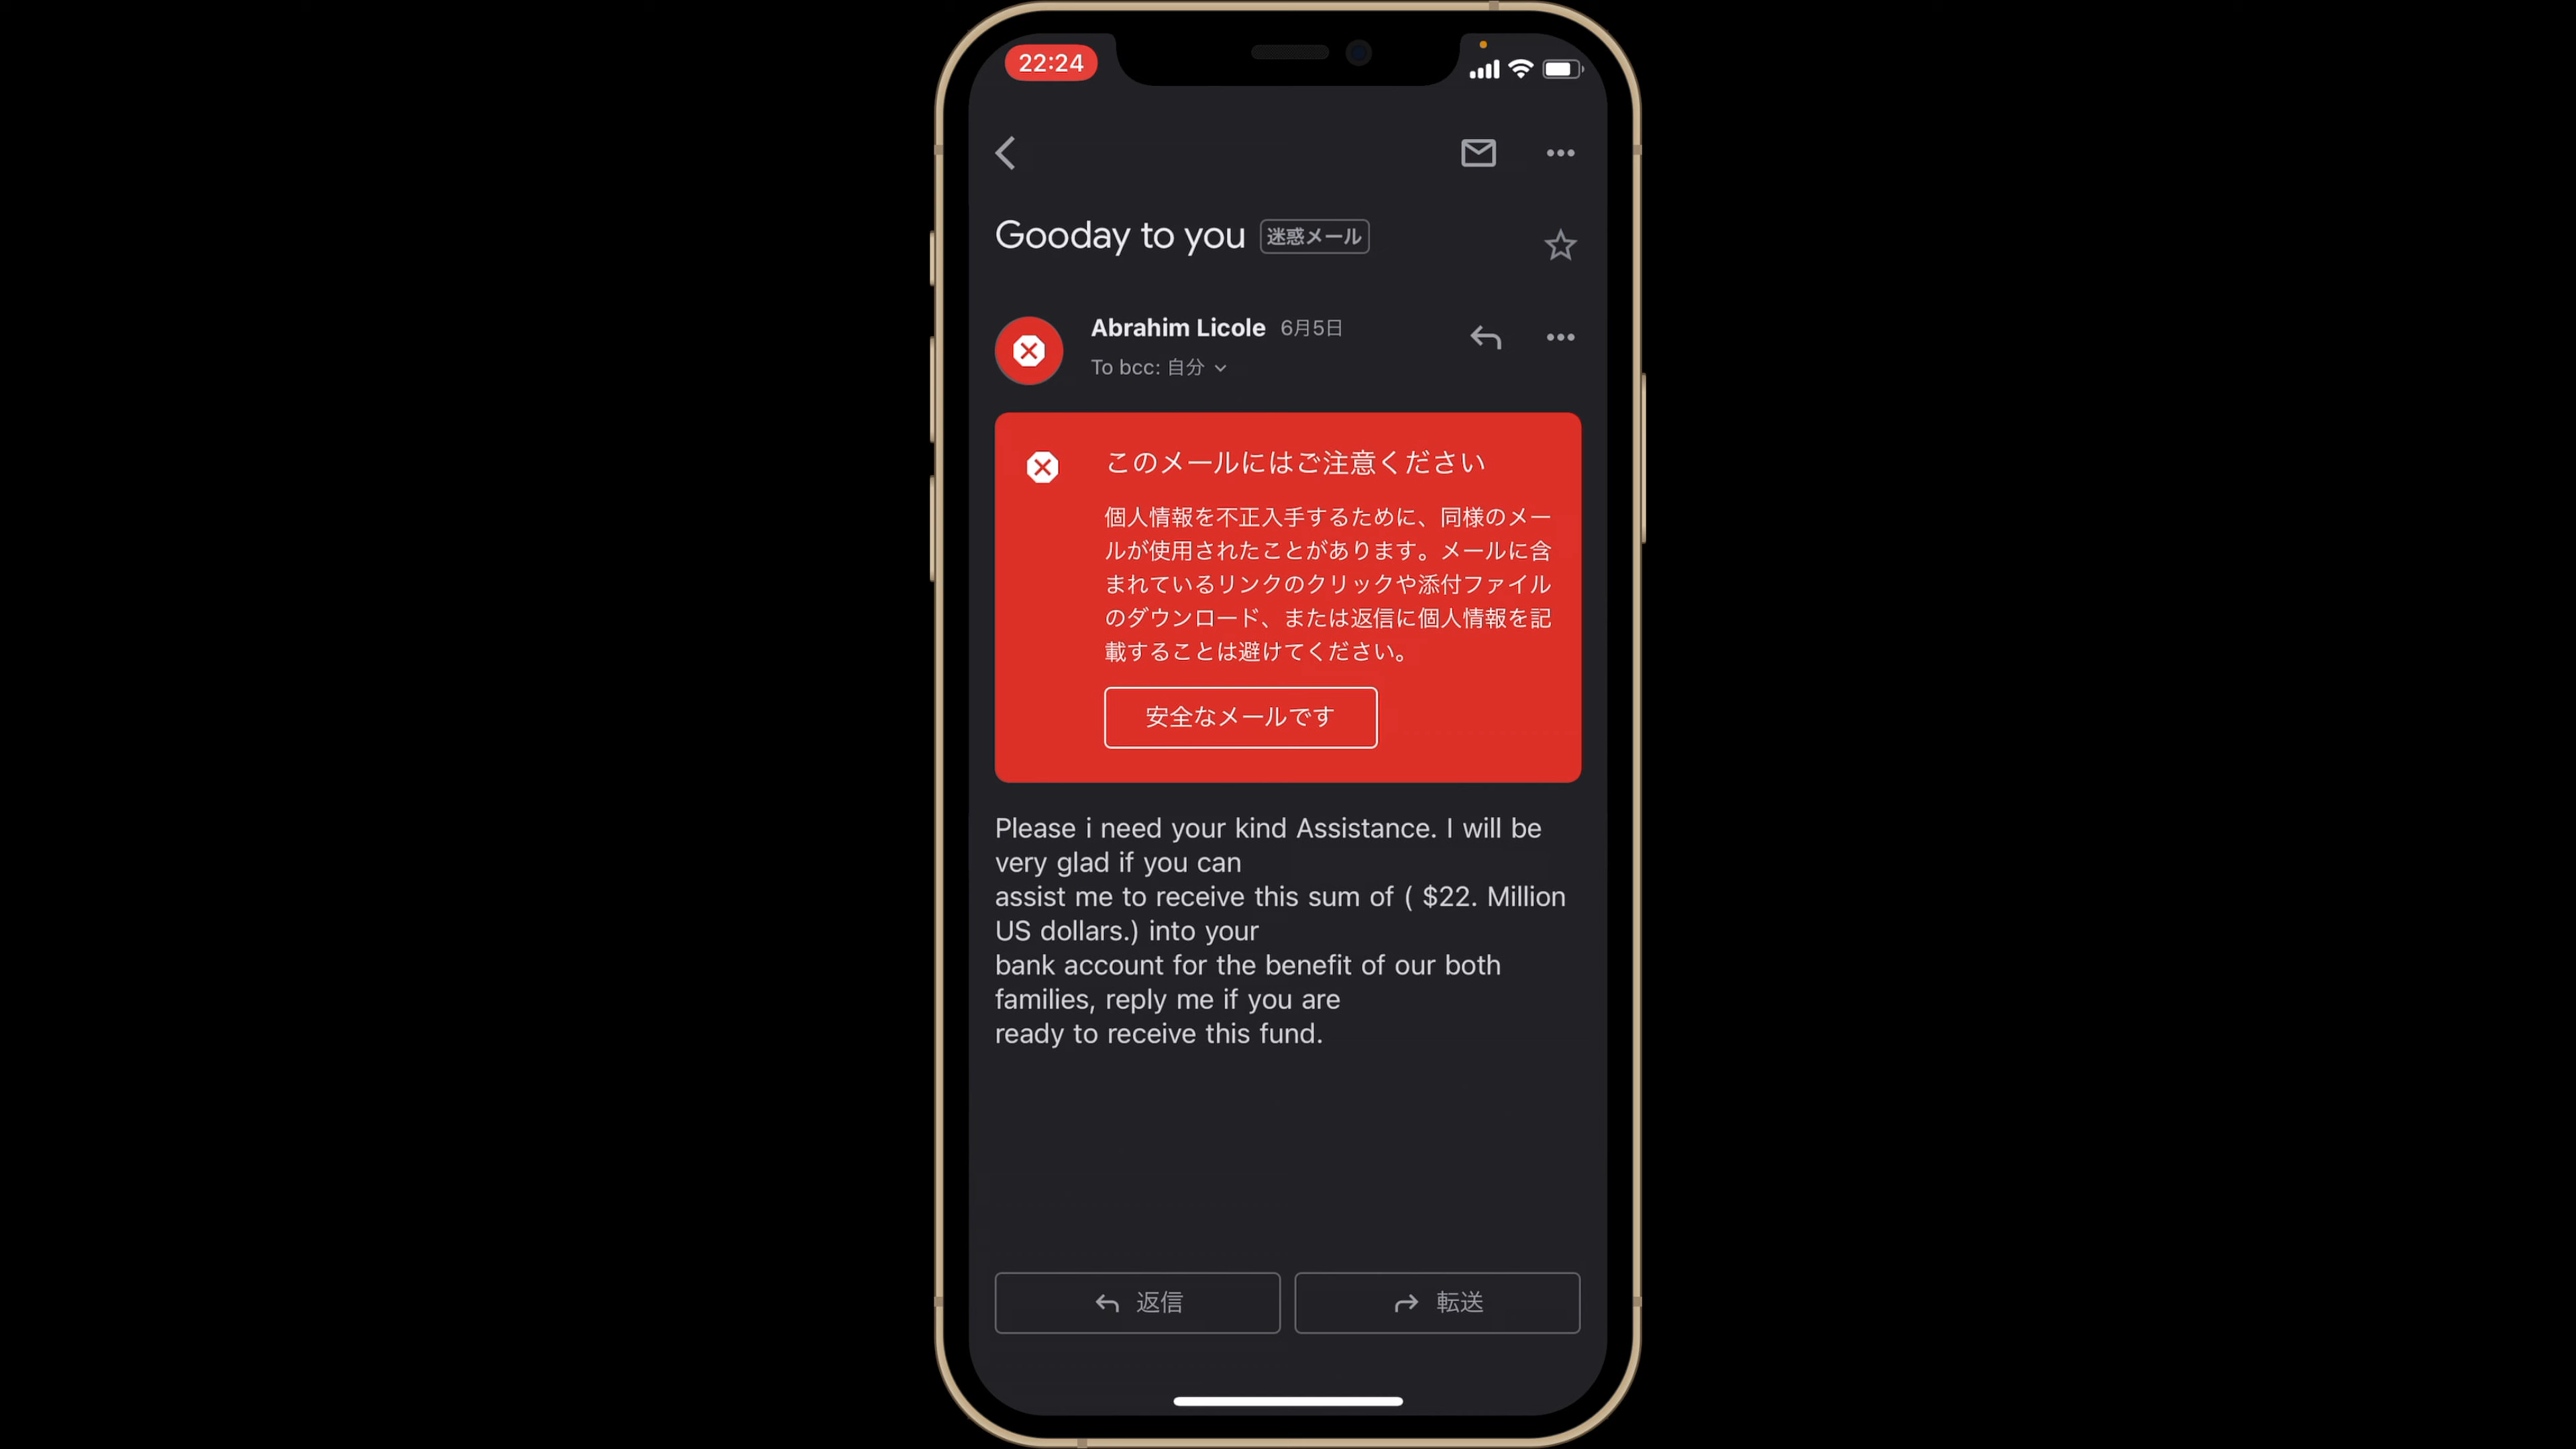 22:24
Gooday to you 迷惑メール
Abrahim Licole 6月5日
To bcc: 自分
このメールにはご注意ください
個人情報を不正入手するために、同様のメー
ルが使用されたことがあります。メールに含
まれているリンクのクリックや添付ファイル
のダウンロード、または返信に個人情報を記
載することは避けてください。
安全なメールです
Please i need your kind Assistance. I will be
very glad if you can
assist me to receive this sum of ( $22. Million
US dollars.) into your
bank account for the benefit of our both
families, reply me if you are
ready to receive this fund.
返信 転送